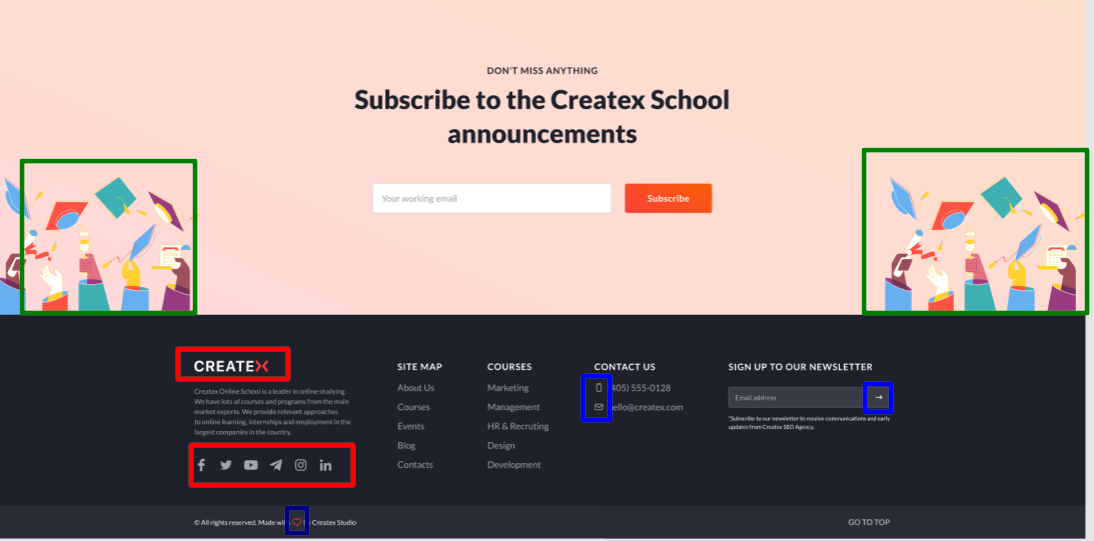 DON'T MISS ANYTHING
Subscribe to the Createx School
announcements
Your working email
Subscribe
CREATEX
Createx Online School is a leader in online studying.
We have lots of courses and programs from the main
market experts. We provide relevant approaches
to online learning, internships and employment in the
largest companies in the country.
SITE MAP
About Us
Courses
Events
Blog
Contacts
COURSES
Marketing
Management
HR & Recruting
Design
Development
CONTACT US
405) 555-0128
ello@createx.com
SIGN UP TO OUR NEWSLETTER
Email address
→
*Subscribe to our newsletter to receive communications and early
updates from Createx SEO Agency.
© All rights reserved. Made wit
Createx Studio
GO TO TOP